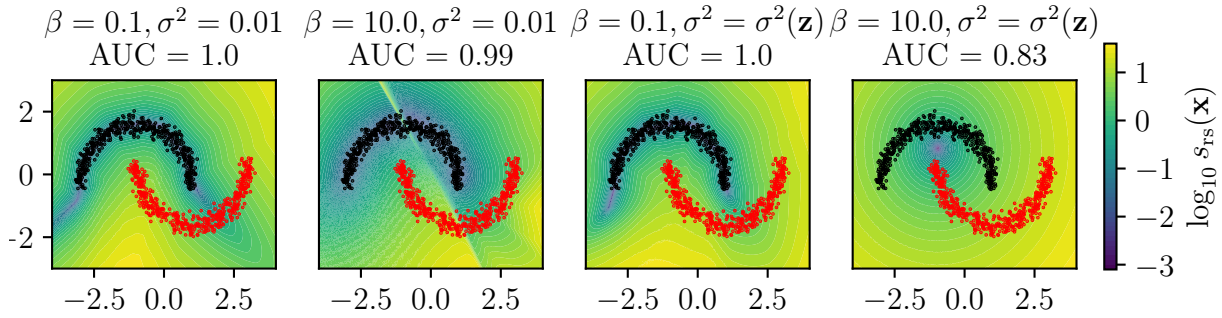 β = 0.1, σ² = 0.01
AUC = 1.0
β = 10.0, σ² = 0.01
AUC = 0.99
β = 0.1, σ² = σ²(z)
AUC = 1.0
β = 10.0, σ² = σ²(z)
AUC = 0.83
2
0
-2
−2.5 0.0 2.5
−2.5 0.0 2.5
−2.5 0.0 2.5
−2.5 0.0 2.5
1
0
−1
−2
−3
log₁₀ s_rs(x)